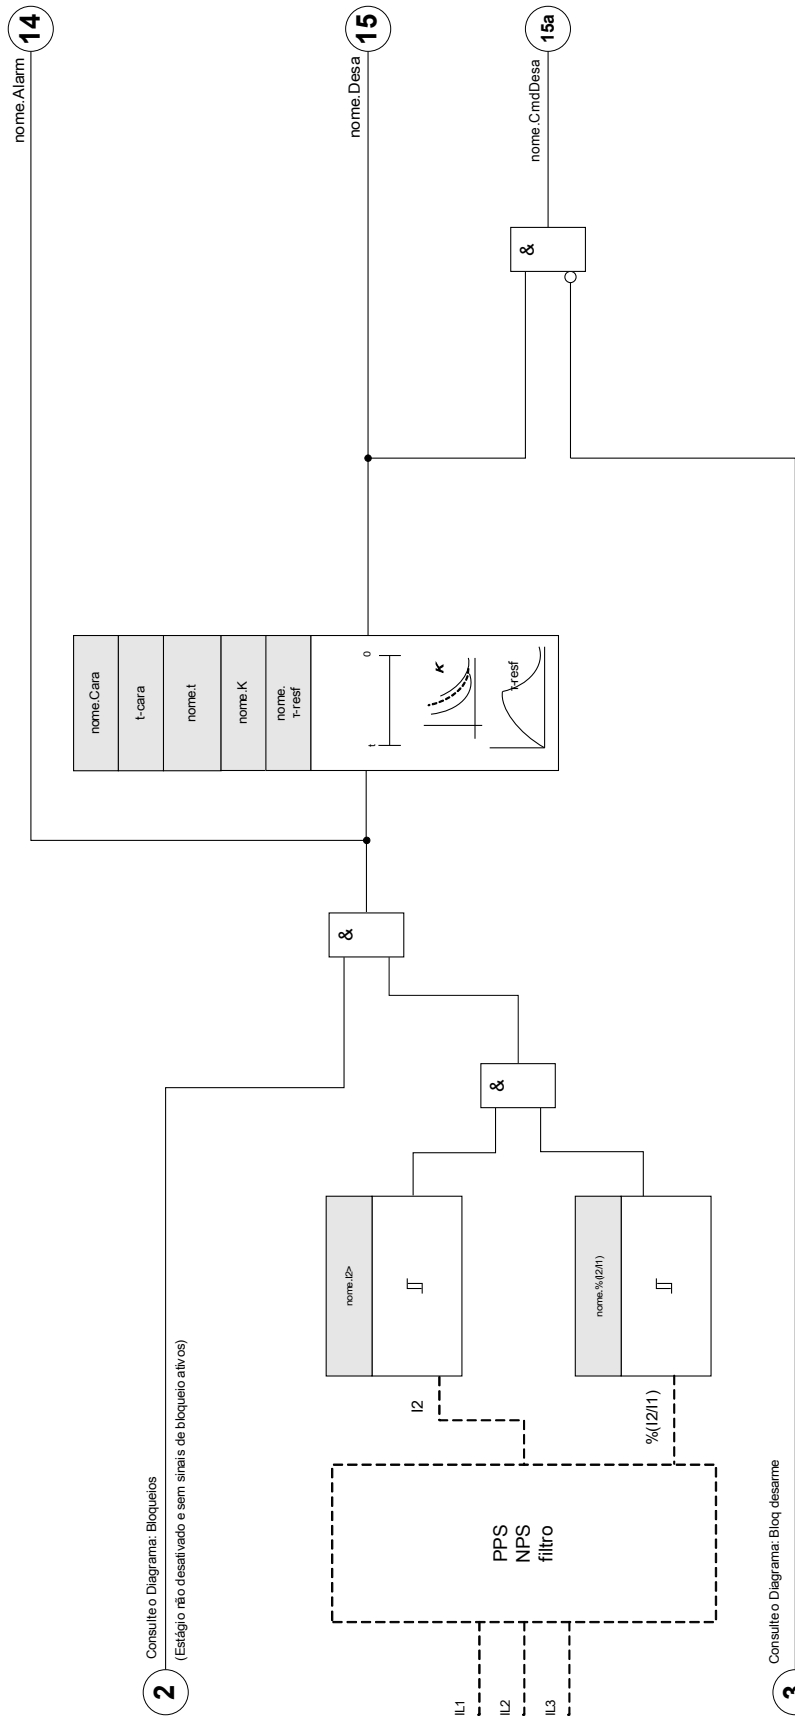 2
Consulte o Diagrama: Bloqueios
(Estágio não desativado e sem sinais de bloqueio ativos)
IL1
IL2
IL3
PPS
NPS
filtro
I2
%(I2/I1)
nome.I2>
nome.%(I2/I1)
&
&
nome.Cara
t-cara
nome.t
nome.K
nome.
τ-resf
t
0
K
τ-resf
&
nome.Alarm
14
nome.Desa
15
nome.CmdDesa
15a
3
Consulte o Diagrama: Bloq desarme